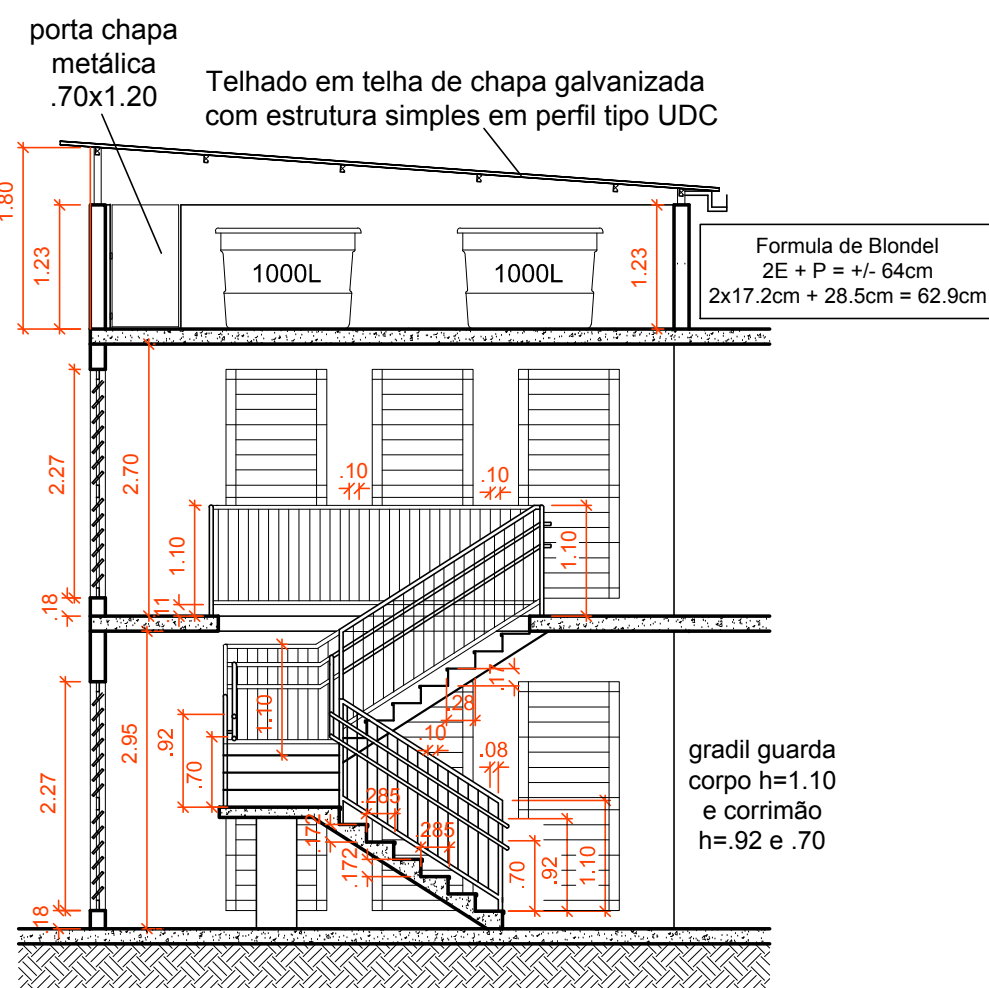 porta chapa
metálica
.70x1.20
Telhado em telha de chapa galvanizada
com estrutura simples em perfil tipo UDC
1.80
1.23
1000L
1000L
1.23
Formula de Blondel
2E + P = +/- 64cm
2x17.2cm + 28.5cm = 62.9cm
2.27
2.70
.10
.10
1.10
1.10
.18
.11
.17
.28
1.10
.92
.70
2.95
.10
.08
2.27
.285
.285
.172
.172
.70
.92
1.10
.18
gradil guarda
corpo h=1.10
e corrimão
h=.92 e .70